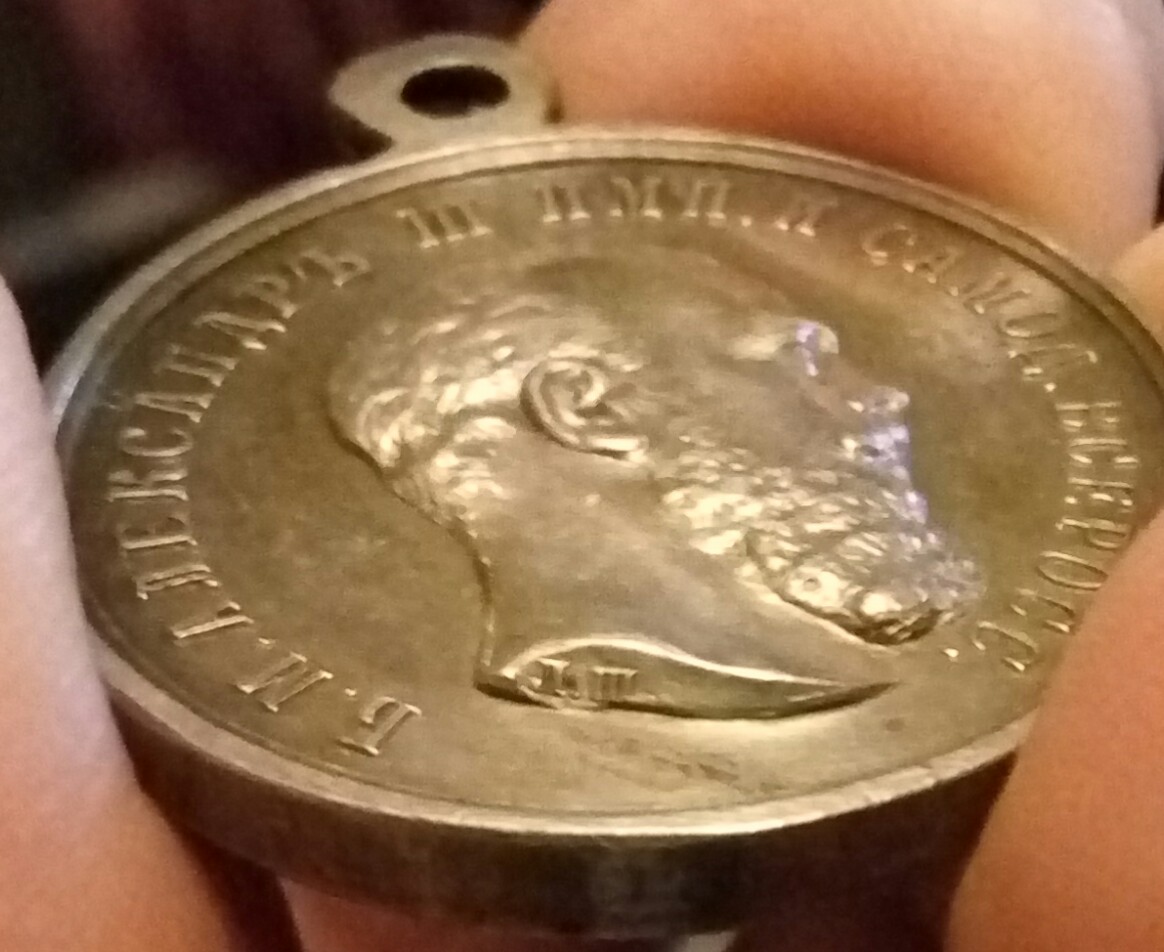 Б. М. АЛЕКСАНДРЪ III ИМП. И САМОД. ВСЕРОСС.